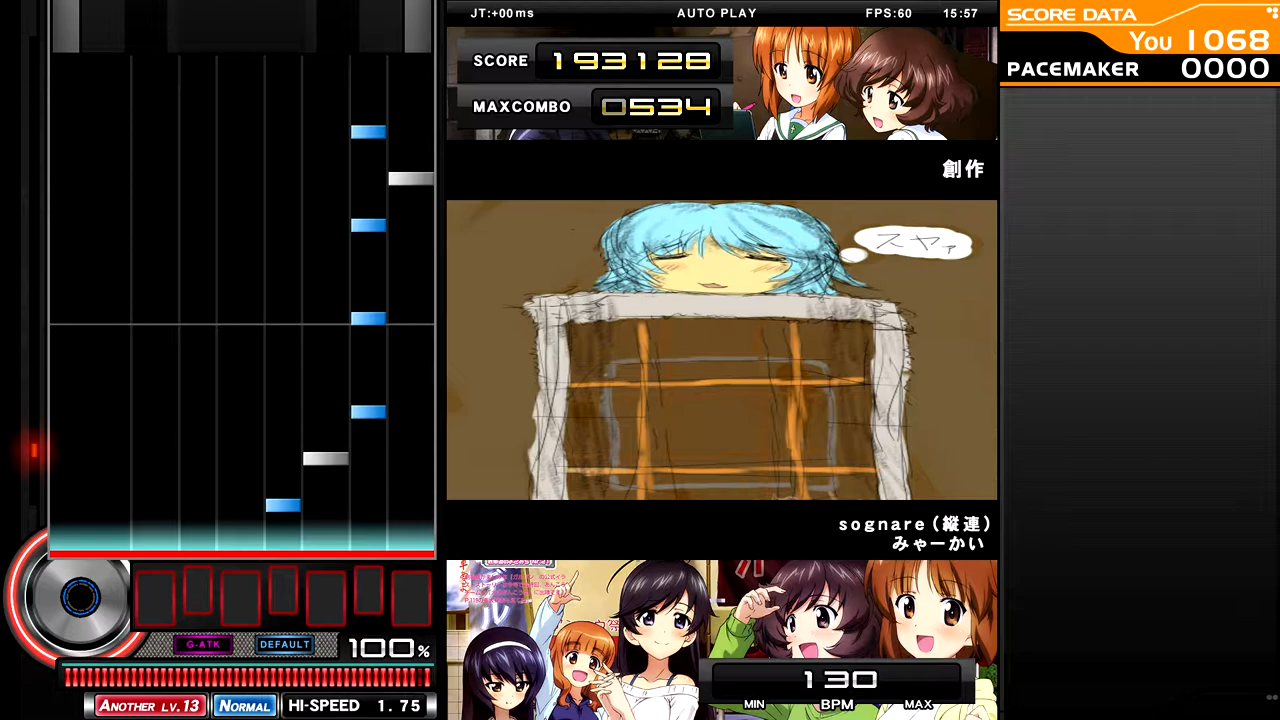 JT:+00ms
AUTO PLAY
FPS:60
15:57
SCORE DATA
YOU 1068
PACEMAKER 0000
SCORE 193128
MAXCOMBO 0534
創作
スヤァ
sognare(縦連)
みゃーかい
G-ATK
DEFAULT
100%
ANOTHER LV.13
NORMAL
HI-SPEED 1.75
130
MIN BPM MAX